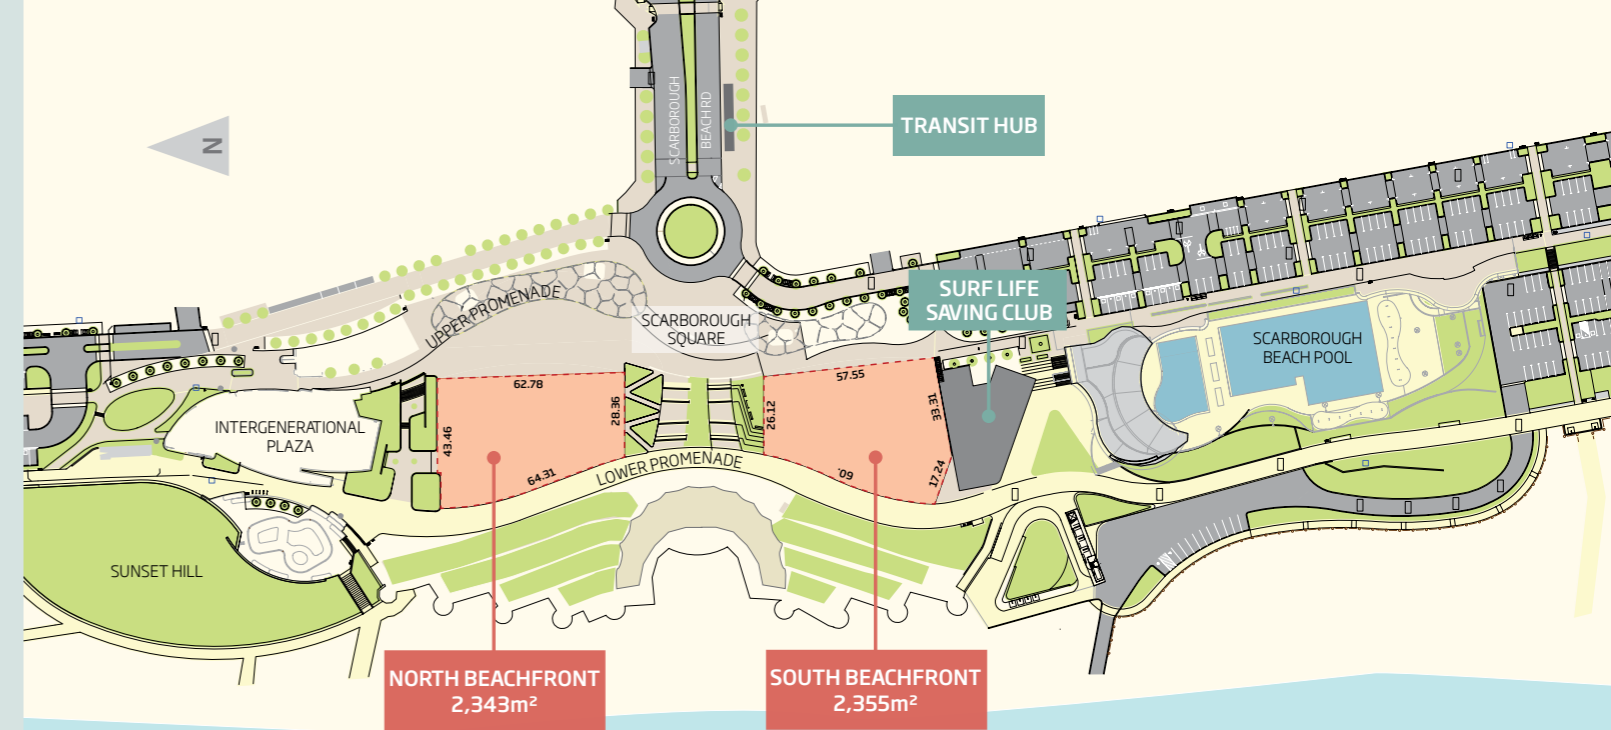 SCARBOROUGH
BEACH RD
TRANSIT HUB
N
SURF LIFE
SAVING CLUB
UPPER PROMENADE
SCARBOROUGH
SQUARE
SCARBOROUGH
BEACH POOL
62.78
57.55
28.36
26.12
33.31
43.46
INTERGENERATIONAL
PLAZA
64.31
LOWER PROMENADE
60.
17.24
SUNSET HILL
NORTH BEACHFRONT
2,343m²
SOUTH BEACHFRONT
2,355m²